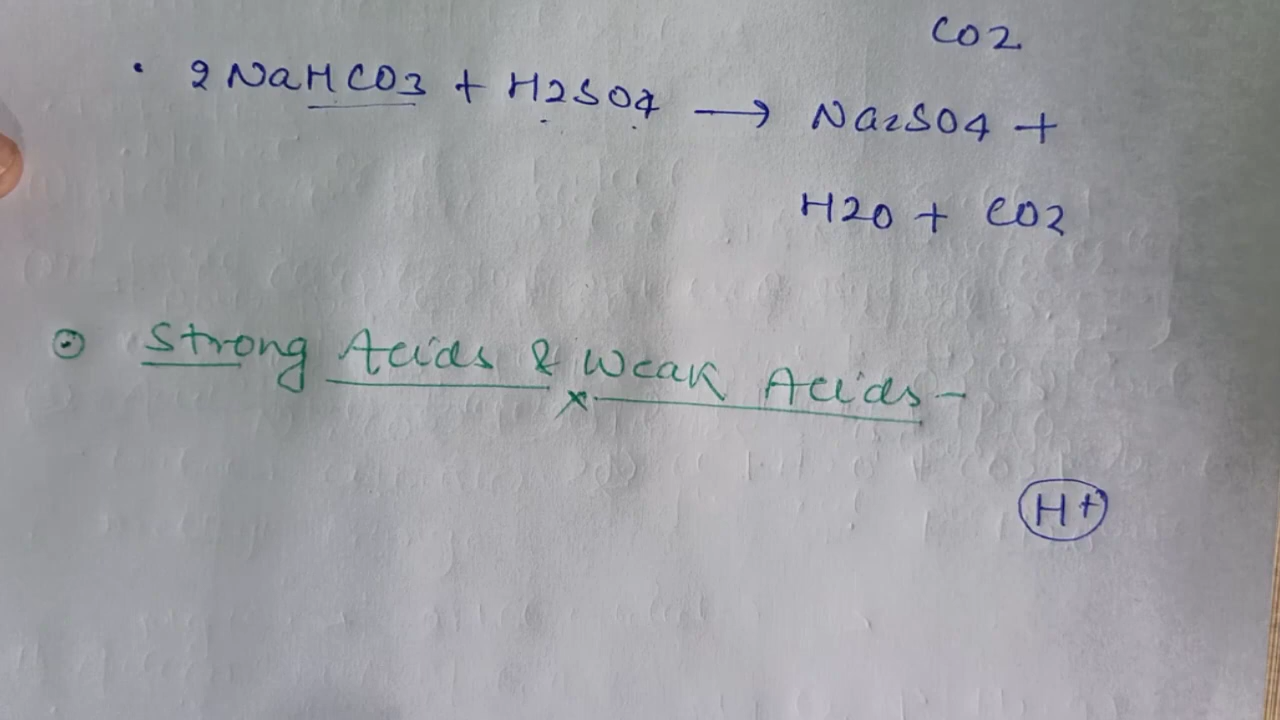 CO2
• 2NaHCO3 + H2SO4 → Na2SO4 +
H2O + CO2
⊙ Strong Acids & Weak Acids -
H+